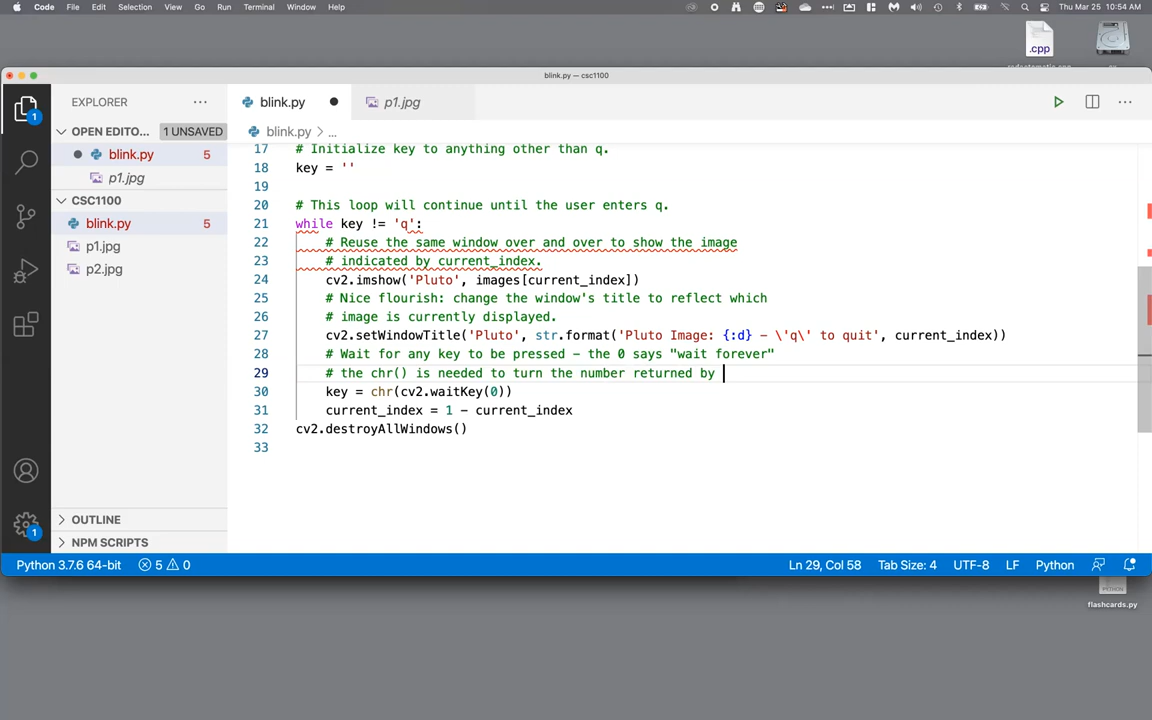 Code File Edit Selection View Go Run Terminal Window Help Thu Mar 25 10:54 AM
.cpp
blink.py — csc1100
EXPLORER ...
blink.py p1.jpg
OPEN EDITO... 1 UNSAVED
blink.py > ...
blink.py 5
p1.jpg
CSC1100
blink.py 5
p1.jpg
p2.jpg
17 # Initialize key to anything other than q.
18 key = ''
19
20 # This loop will continue until the user enters q.
21 while key != 'q':
22 # Reuse the same window over and over to show the image
23 # indicated by current_index.
24 cv2.imshow('Pluto', images[current_index])
25 # Nice flourish: change the window's title to reflect which
26 # image is currently displayed.
27 cv2.setWindowTitle('Pluto', str.format('Pluto Image: {:d} - \'q\' to quit', current_index))
28 # Wait for any key to be pressed - the 0 says "wait forever"
29 # the chr() is needed to turn the number returned by
30 key = chr(cv2.waitKey(0))
31 current_index = 1 - current_index
32 cv2.destroyAllWindows()
33
1
1
OUTLINE
NPM SCRIPTS
Python 3.7.6 64-bit 5 0 Ln 29, Col 58 Tab Size: 4 UTF-8 LF Python
flashcards.py